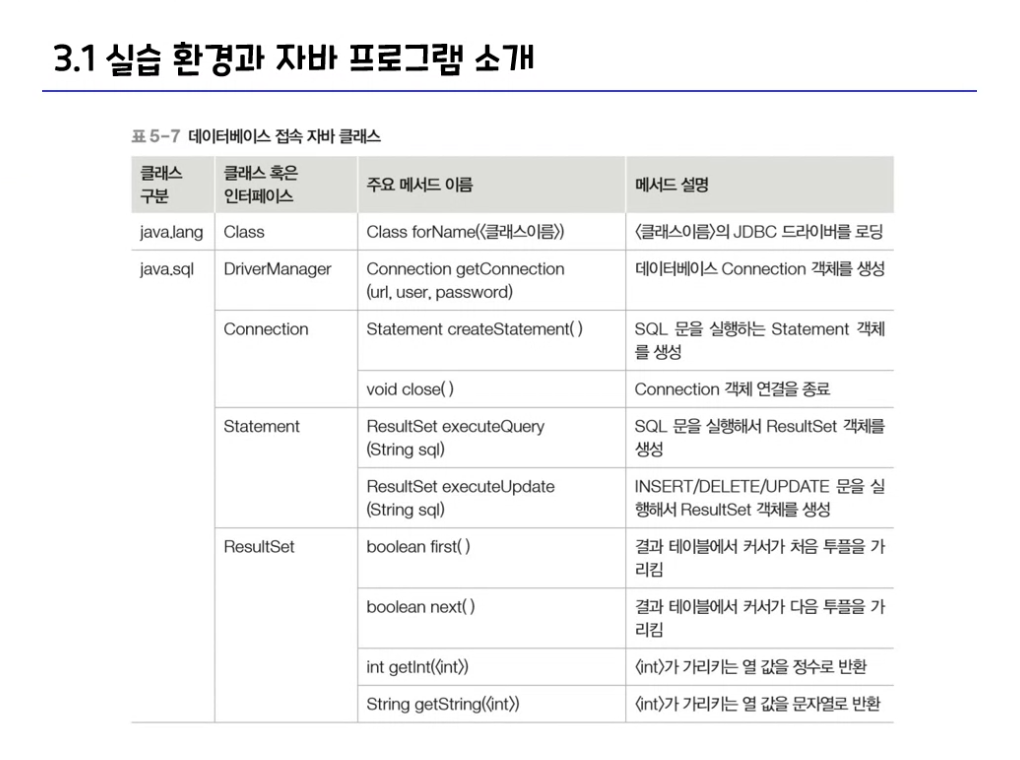 3.1 실습 환경과 자바 프로그램 소개
표 5-7 데이터베이스 접속 자바 클래스
클래스
구분
클래스 혹은
인터페이스
주요 메서드 이름
메서드 설명
java.lang
Class
Class forName(〈클래스이름〉)
〈클래스이름〉의 JDBC 드라이버를 로딩
java.sql
DriverManager
Connection getConnection
(url, user, password)
데이터베이스 Connection 객체를 생성
Connection
Statement createStatement( )
SQL 문을 실행하는 Statement 객체
를 생성
void close( )
Connection 객체 연결을 종료
Statement
ResultSet executeQuery
(String sql)
SQL 문을 실행해서 ResultSet 객체를
생성
ResultSet executeUpdate
(String sql)
INSERT/DELETE/UPDATE 문을 실
행해서 ResultSet 객체를 생성
ResultSet
boolean first( )
결과 테이블에서 커서가 처음 투플을 가
리킴
boolean next( )
결과 테이블에서 커서가 다음 투플을 가
리킴
int getInt(〈int〉)
〈int〉가 가리키는 열 값을 정수로 반환
String getString(〈int〉)
〈int〉가 가리키는 열 값을 문자열로 반환